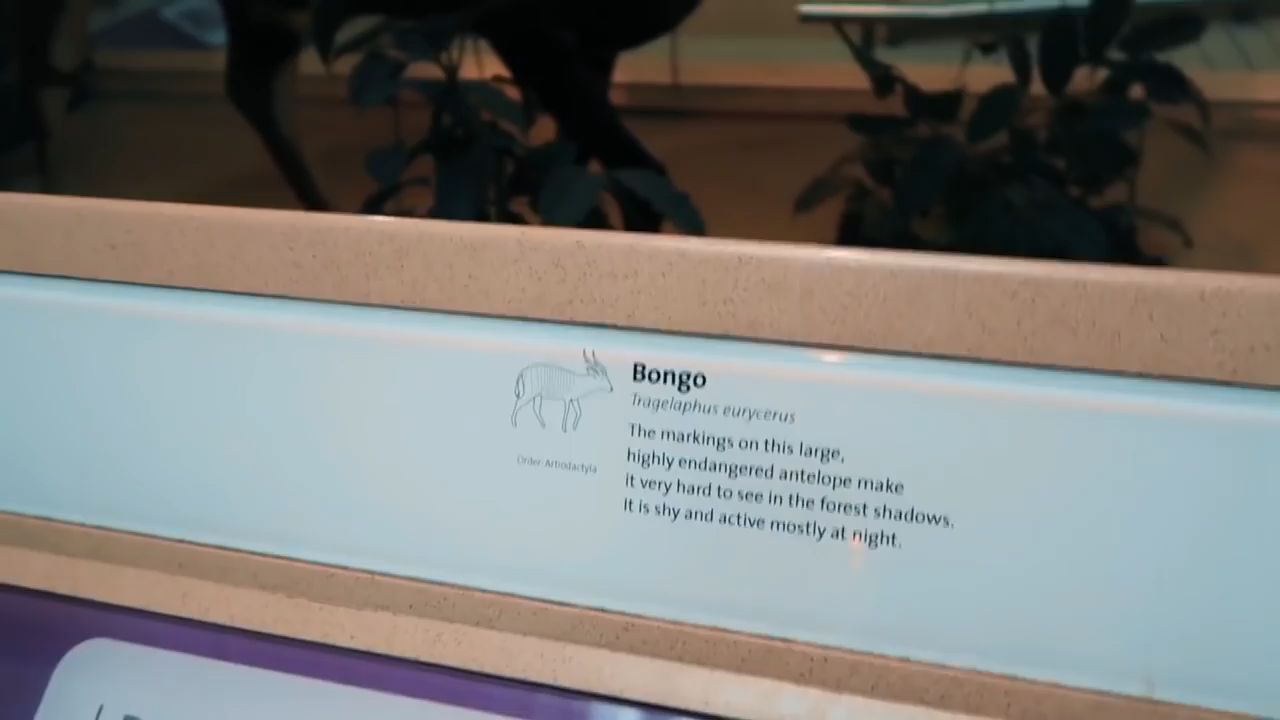 Bongo
Tragelaphus eurycerus
The markings on this large,
highly endangered antelope make
it very hard to see in the forest shadows.
It is shy and active mostly at night.
Order: Artiodactyla